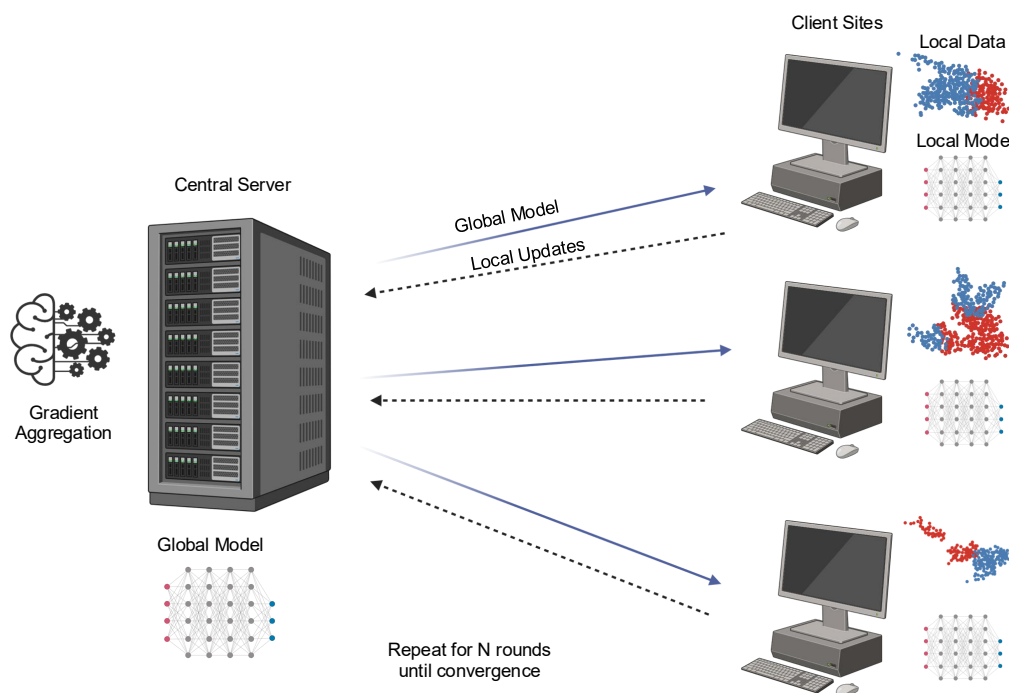 Client Sites
Local Data
Local Model
Central Server
Global Model
Local Updates
Gradient
Aggregation
Global Model
Repeat for N rounds
until convergence